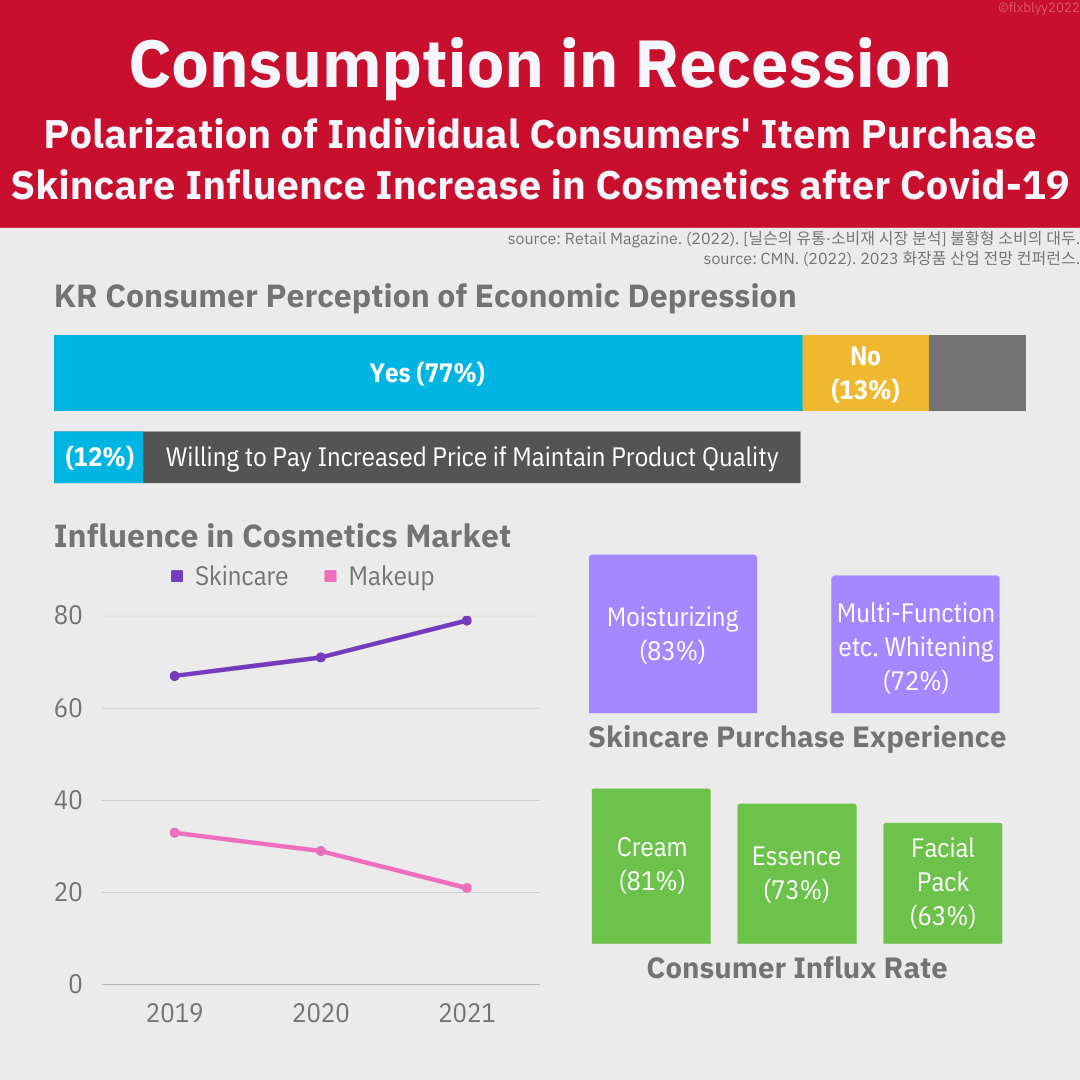 ©flxblyy2022
Consumption in Recession
Polarization of Individual Consumers' Item Purchase
Skincare Influence Increase in Cosmetics after Covid-19
source: Retail Magazine. (2022). [닐슨의 유통·소비재 시장 분석] 불황형 소비의 대두.
source: CMN. (2022). 2023 화장품 산업 전망 컨퍼런스.
KR Consumer Perception of Economic Depression
Yes (77%)
No
(13%)
(12%) Willing to Pay Increased Price if Maintain Product Quality
Influence in Cosmetics Market
Skincare Makeup
80
60
40
20
0
2019 2020 2021
Moisturizing
(83%)
Multi-Function
etc. Whitening
(72%)
Skincare Purchase Experience
Cream
(81%)
Essence
(73%)
Facial
Pack
(63%)
Consumer Influx Rate